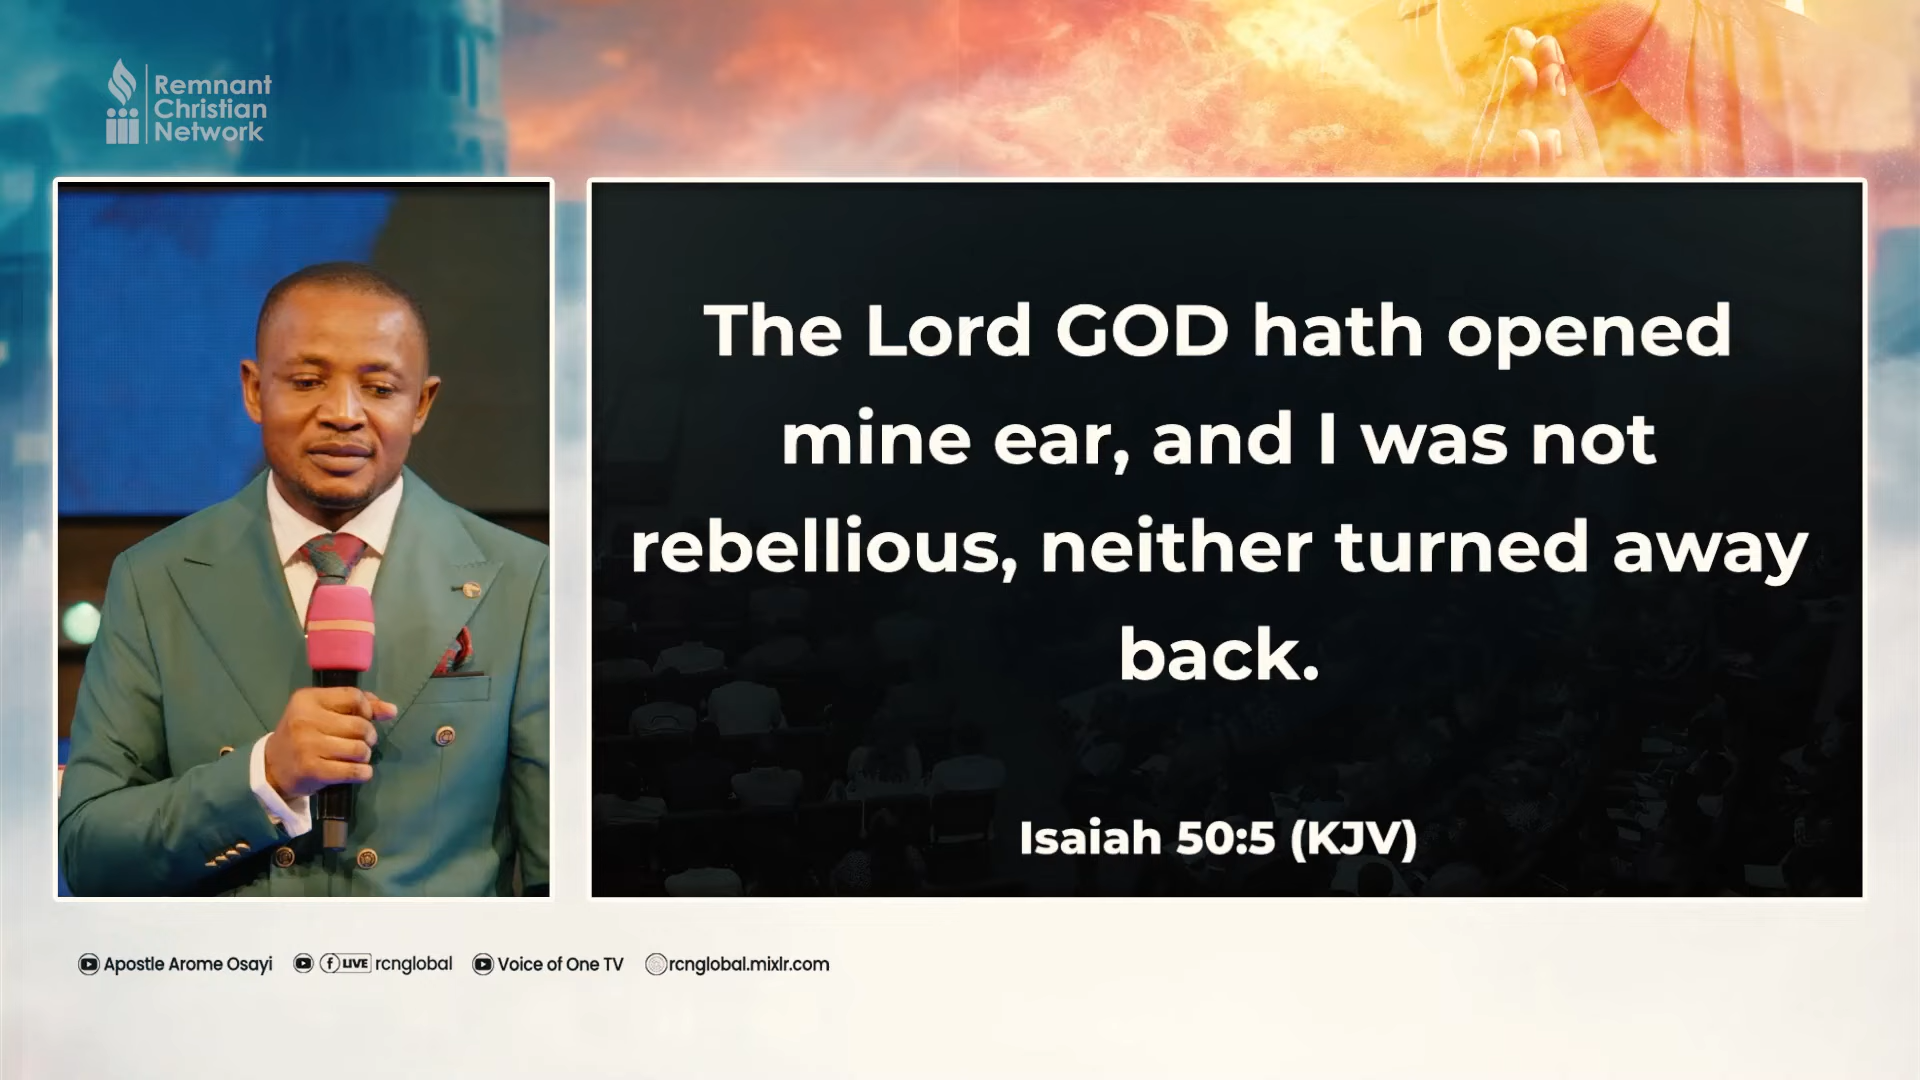 Remnant
Christian
Network
The Lord GOD hath opened
mine ear, and I was not
rebellious, neither turned away
back.
Isaiah 50:5 (KJV)
Apostle Arome Osayi f LIVE rcnglobal Voice of One TV rcnglobal.mixlr.com